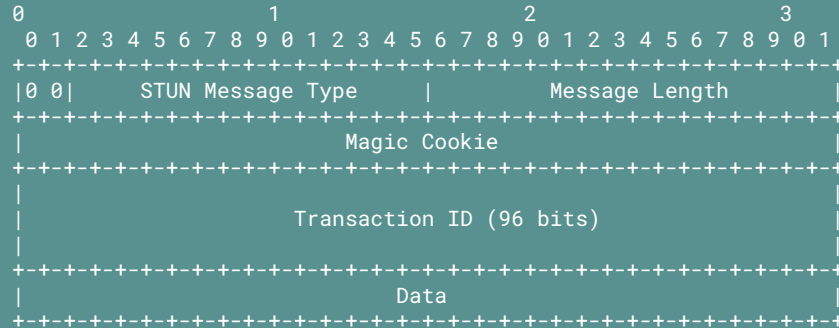 0                   1                   2                   3
 0 1 2 3 4 5 6 7 8 9 0 1 2 3 4 5 6 7 8 9 0 1 2 3 4 5 6 7 8 9 0 1
+-+-+-+-+-+-+-+-+-+-+-+-+-+-+-+-+-+-+-+-+-+-+-+-+-+-+-+-+-+-+-+-+
|0 0|     STUN Message Type     |         Message Length        |
+-+-+-+-+-+-+-+-+-+-+-+-+-+-+-+-+-+-+-+-+-+-+-+-+-+-+-+-+-+-+-+-+
|                         Magic Cookie                          |
+-+-+-+-+-+-+-+-+-+-+-+-+-+-+-+-+-+-+-+-+-+-+-+-+-+-+-+-+-+-+-+-+
|                                                               |
|                     Transaction ID (96 bits)                  |
|                                                               |
+-+-+-+-+-+-+-+-+-+-+-+-+-+-+-+-+-+-+-+-+-+-+-+-+-+-+-+-+-+-+-+-+
|                             Data                              |
+-+-+-+-+-+-+-+-+-+-+-+-+-+-+-+-+-+-+-+-+-+-+-+-+-+-+-+-+-+-+-+-+